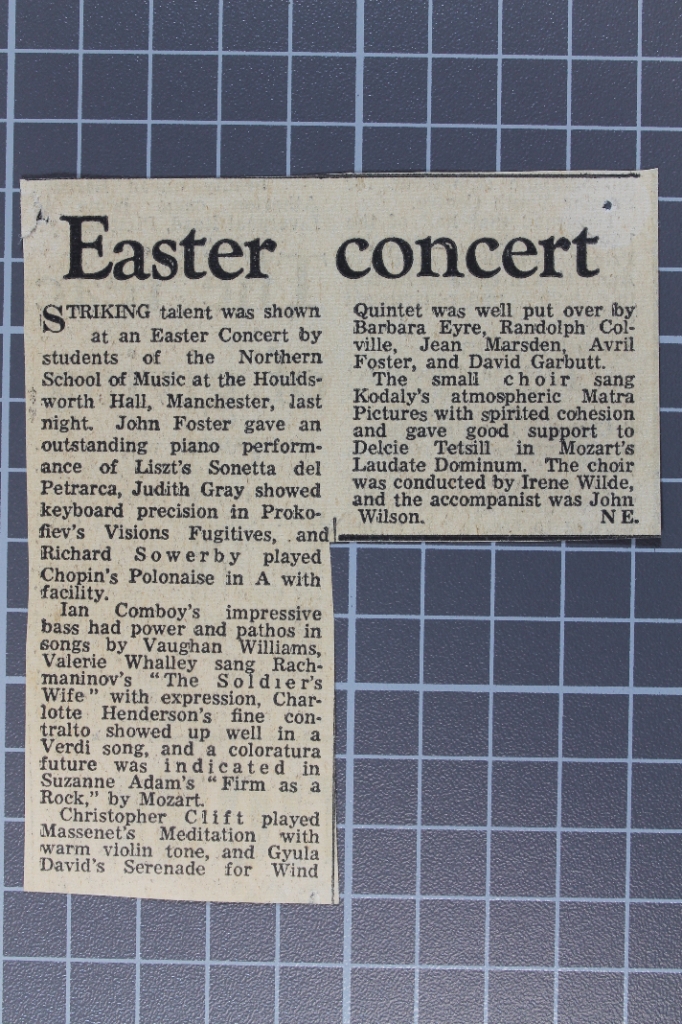 Easter concert
STRIKING talent was shown
at an Easter Concert by
students of the Northern
School of Music at the Houlds-
worth Hall, Manchester, last
night. John Foster gave an
outstanding piano perform-
ance of Liszt's Sonetta del
Petrarca, Judith Gray showed
keyboard precision in Proko-
fiev's Visions Fugitives, and
Richard Sowerby played
Chopin's Polonaise in A with
facility.
Ian Comboy's impressive
bass had power and pathos in
songs by Vaughan Williams,
Valerie Whalley sang Rach-
maninov's "The Soldier's
Wife" with expression, Char-
lotte Henderson's fine con-
tralto showed up well in a
Verdi song, and a coloratura
future was indicated in
Suzanne Adam's "Firm as a
Rock," by Mozart.
Christopher Clift played
Massenet's Meditation with
warm violin tone, and Gyula
David's Serenade for Wind
Quintet was well put over by
Barbara Eyre, Randolph Col-
ville, Jean Marsden, Avril
Foster, and David Garbutt.
The small choir sang
Kodaly's atmospheric Matra
Pictures with spirited cohesion
and gave good support to
Delcie Tetsill in Mozart's
Laudate Dominum. The choir
was conducted by Irene Wilde,
and the accompanist was John
Wilson. N E.